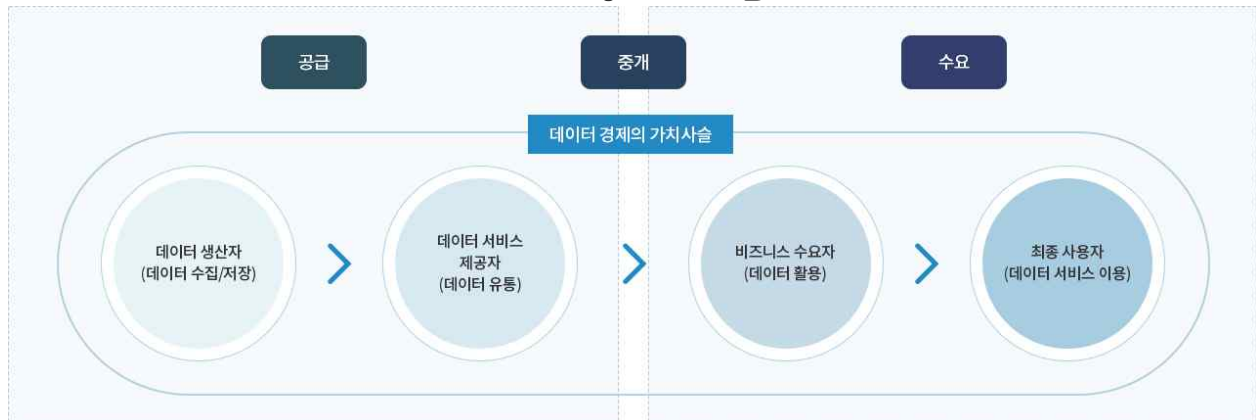 공급
중개
수요
데이터 경제의 가치사슬
데이터 생산자
(데이터 수집/저장)
데이터 서비스
제공자
(데이터 유통)
비즈니스 수요자
(데이터 활용)
최종 사용자
(데이터 서비스 이용)